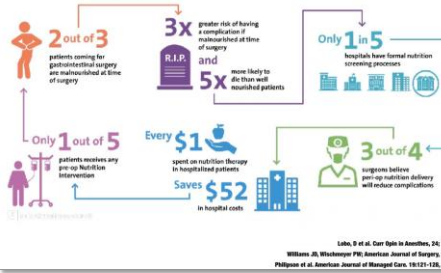 2 out of 3
patients coming for
gastrointestinal surgery
are malnourished at time
of surgery
3x
greater risk of having
a complication if
malnourished at time
of surgery
R.I.P.
and
5x
more likely to
die than well
nourished patients
Only 1 in 5
hospitals have formal nutrition
screening processes
Only 1 out of 5
patients receives any
pre-op Nutrition
Intervention
Every $1
spent on nutrition therapy
in hospitalized patients
Saves $52
in hospital costs
3 out of 4
surgeons believe
peri-op nutrition delivery
will reduce complications
Lobo, D et al. Curr Opin in Anesthes, 24;
Williams JD, Wischmeyer PW; American Journal of Surgery,
Philipson et al. American Journal of Managed Care. 19:121-128,